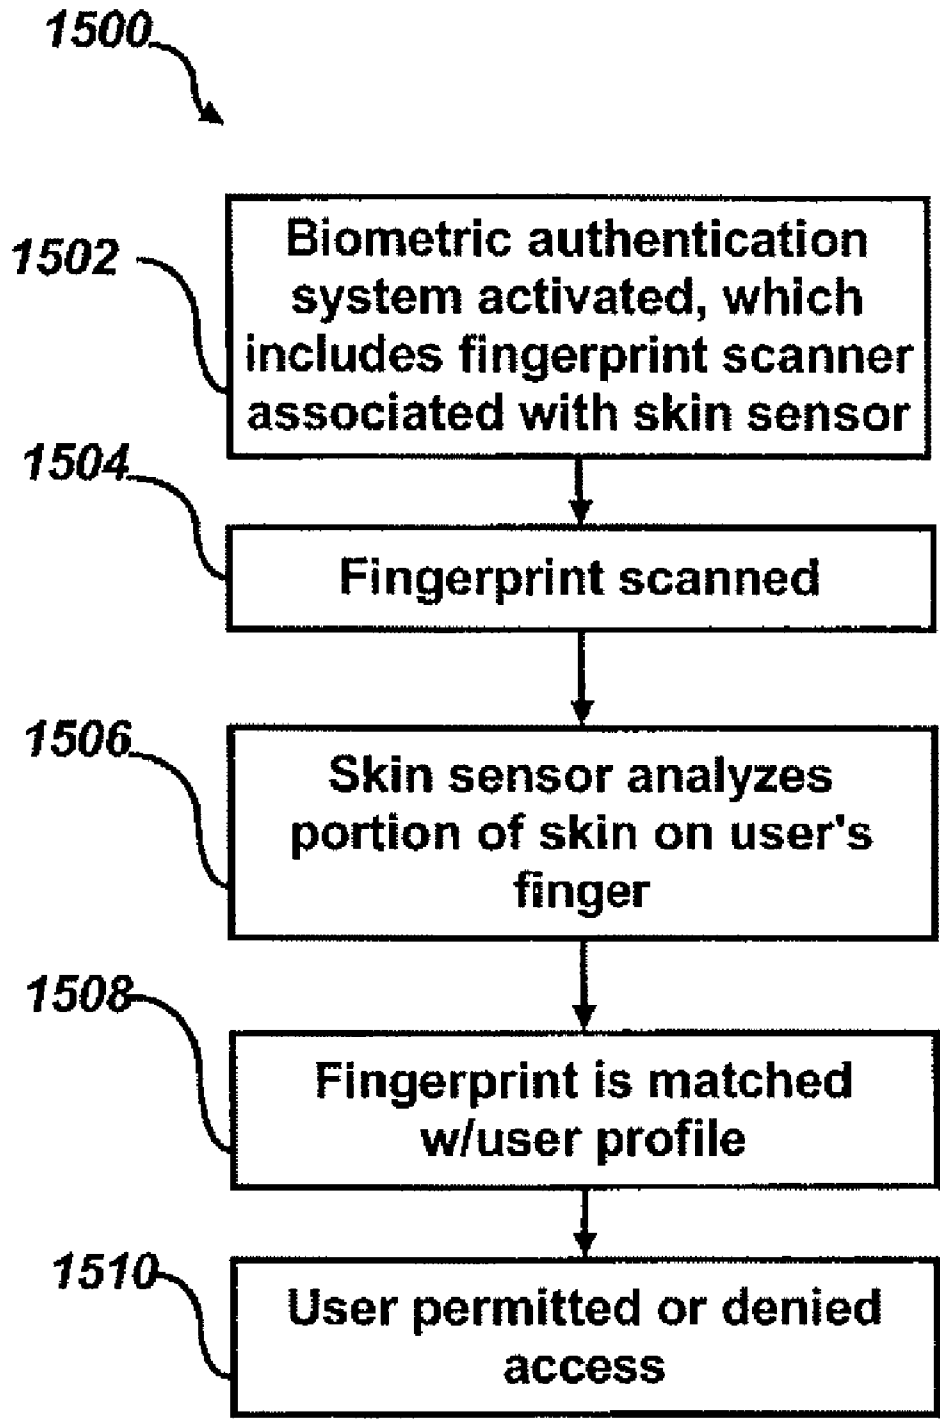 1500
1502
Biometric authentication
system activated, which
includes fingerprint scanner
associated with skin sensor
1504
Fingerprint scanned
1506
Skin sensor analyzes
portion of skin on user's
finger
1508
Fingerprint is matched
w/user profile
1510
User permitted or denied
access